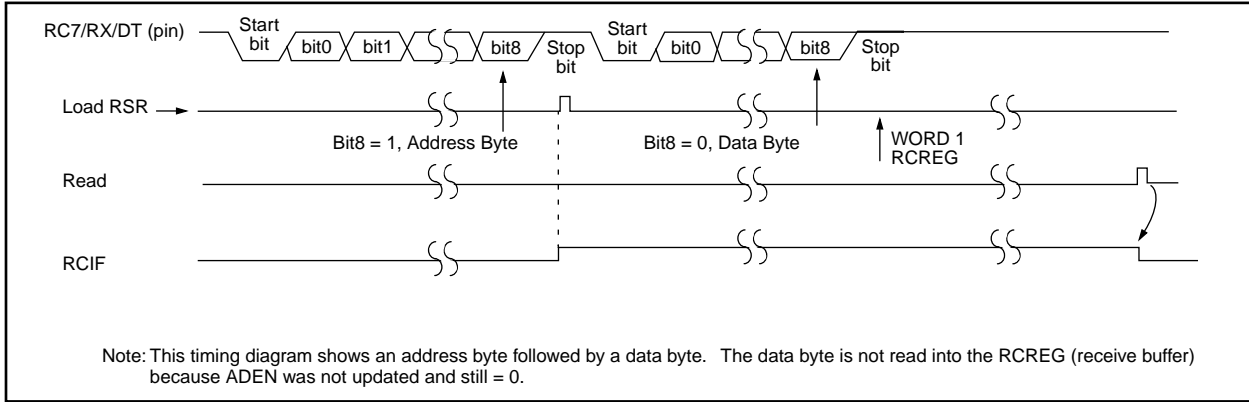 RC7/RX/DT (pin)
Start bit
bit0
bit1
bit8
Stop bit
Start bit
bit0
bit8
Stop bit
Load RSR
Bit8 = 1, Address Byte
Bit8 = 0, Data Byte
WORD 1
RCREG
Read
RCIF
Note: This timing diagram shows an address byte followed by a data byte. The data byte is not read into the RCREG (receive buffer)
because ADEN was not updated and still = 0.